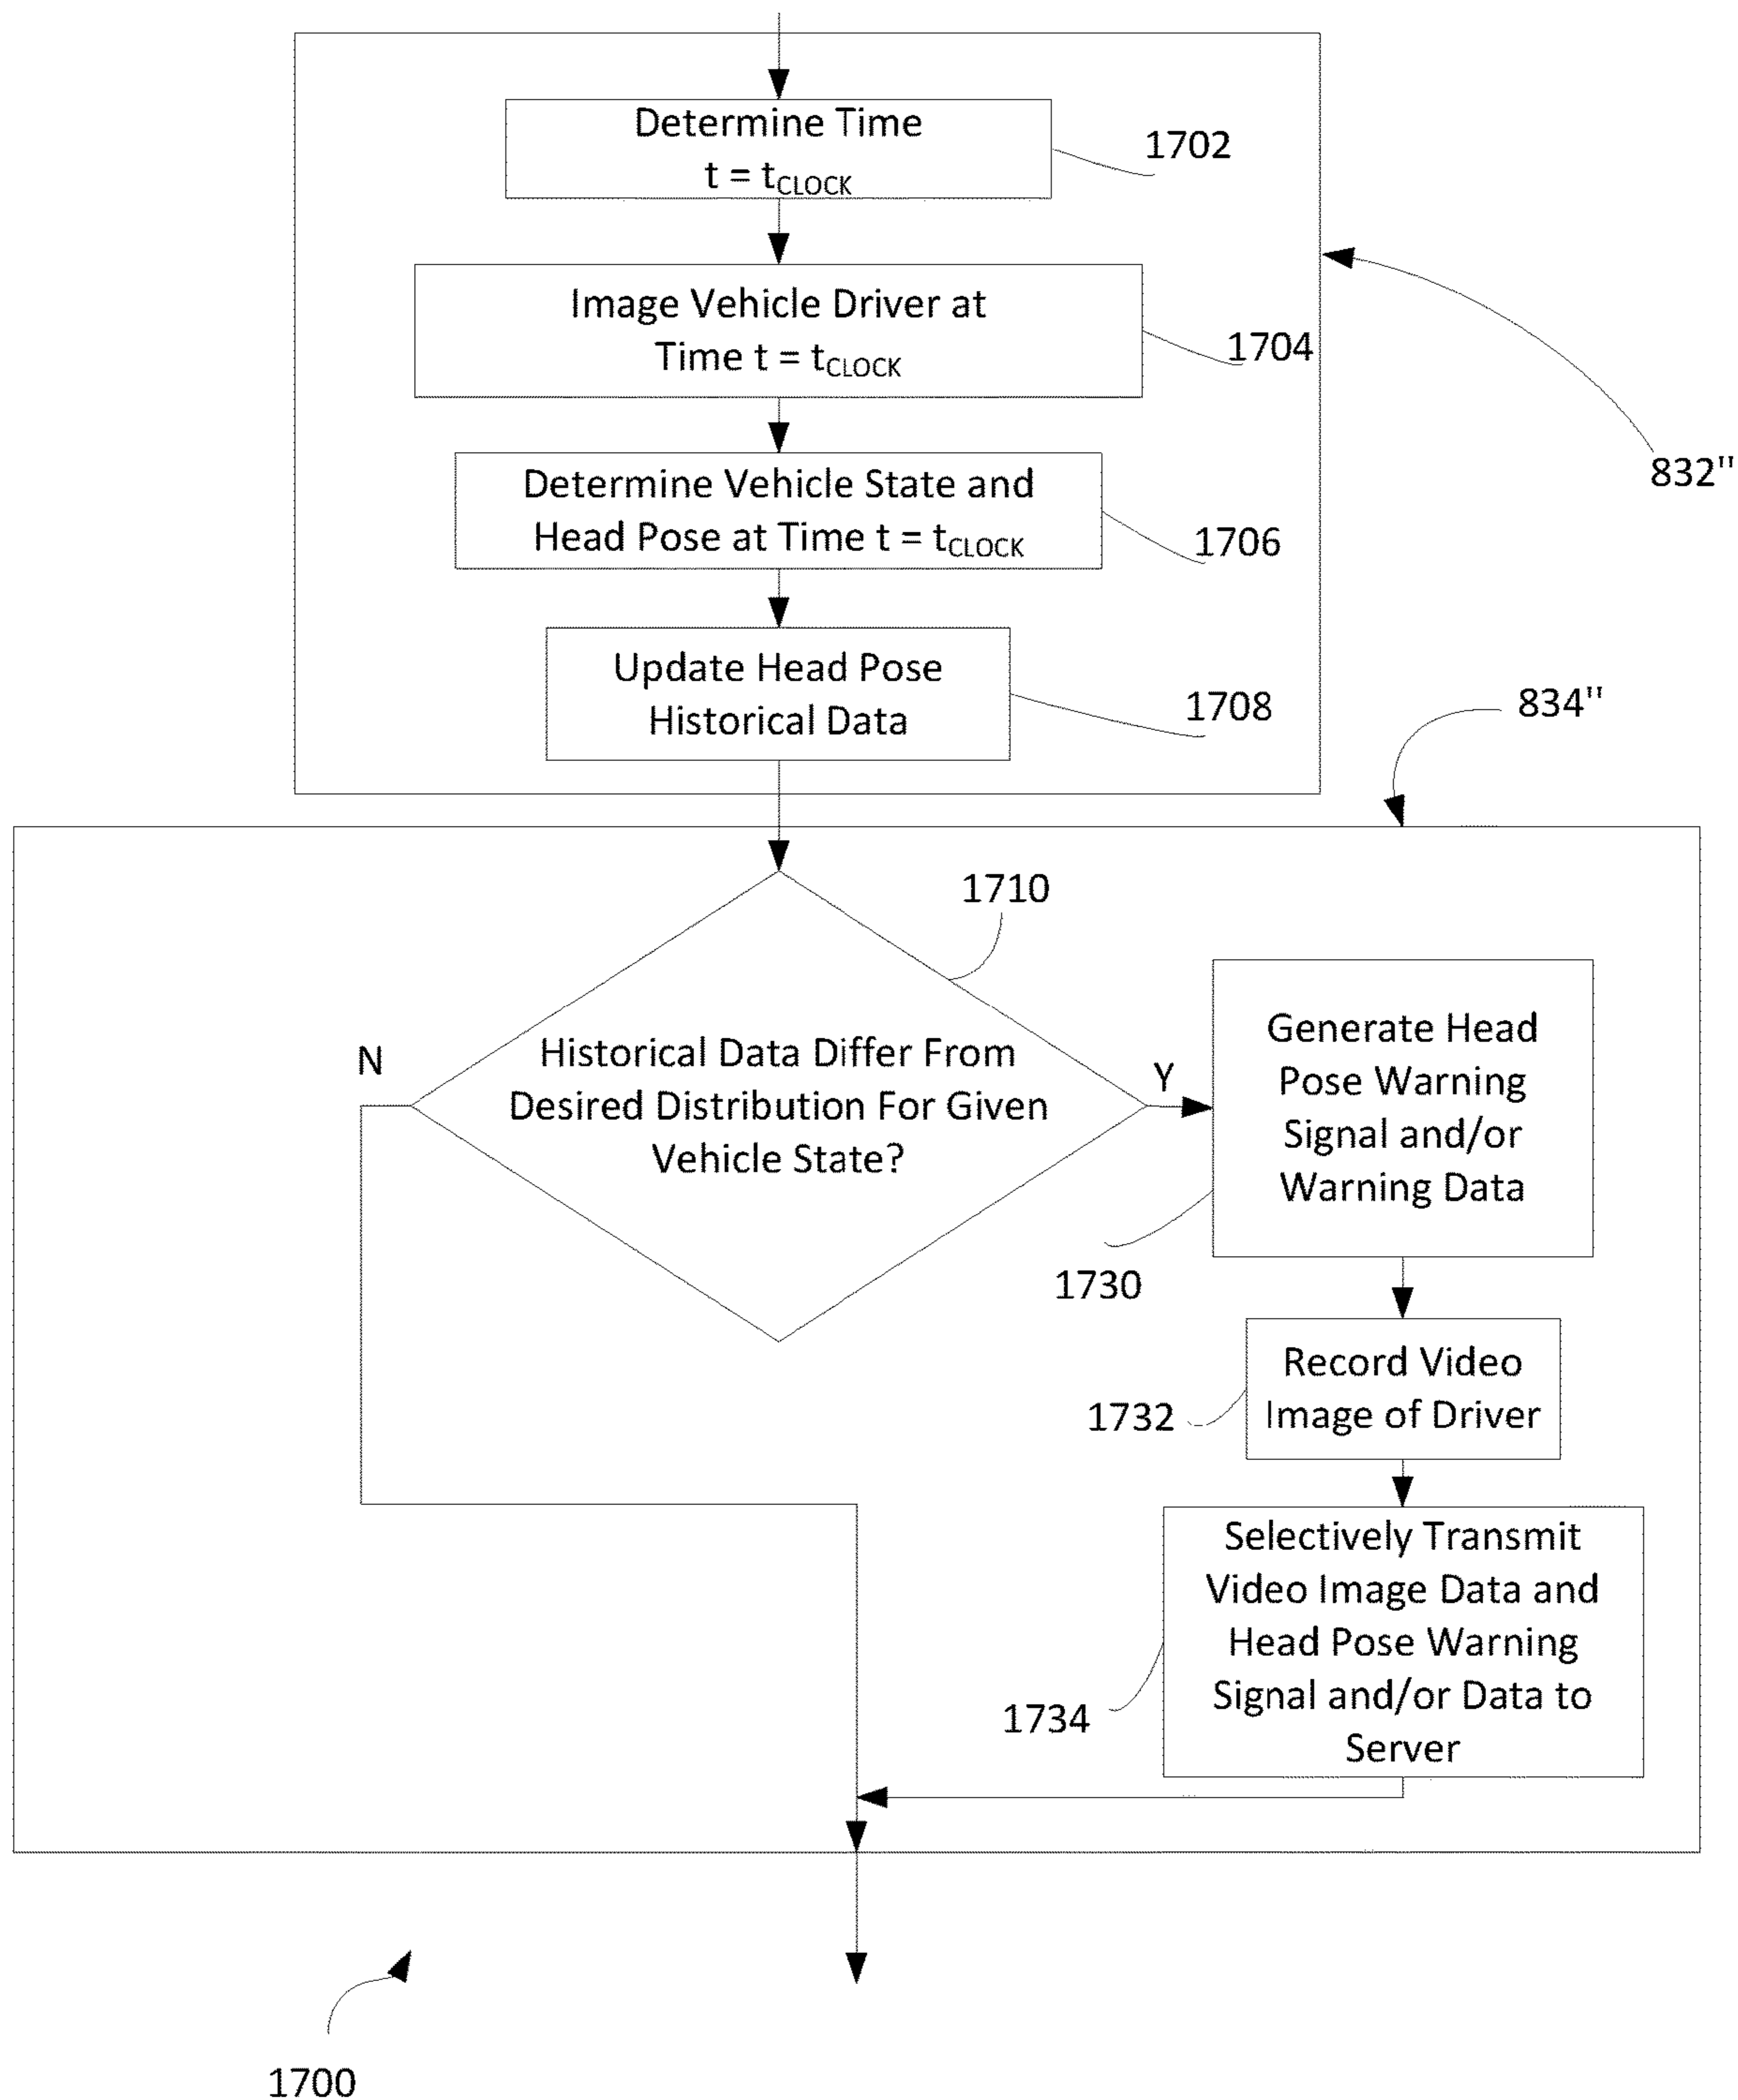 Determine Time
t = tCLOCK
1702
Image Vehicle Driver at
Time t = tCLOCK
1704
Determine Vehicle State and
Head Pose at Time t = tCLOCK
1706
832"
Update Head Pose
Historical Data
1708
834"
1710
Historical Data Differ From
Desired Distribution For Given
Vehicle State?
N
Y
Generate Head
Pose Warning
Signal and/or
Warning Data
1730
Record Video
Image of Driver
1732
Selectively Transmit
Video Image Data and
Head Pose Warning
Signal and/or Data to
Server
1734
1700